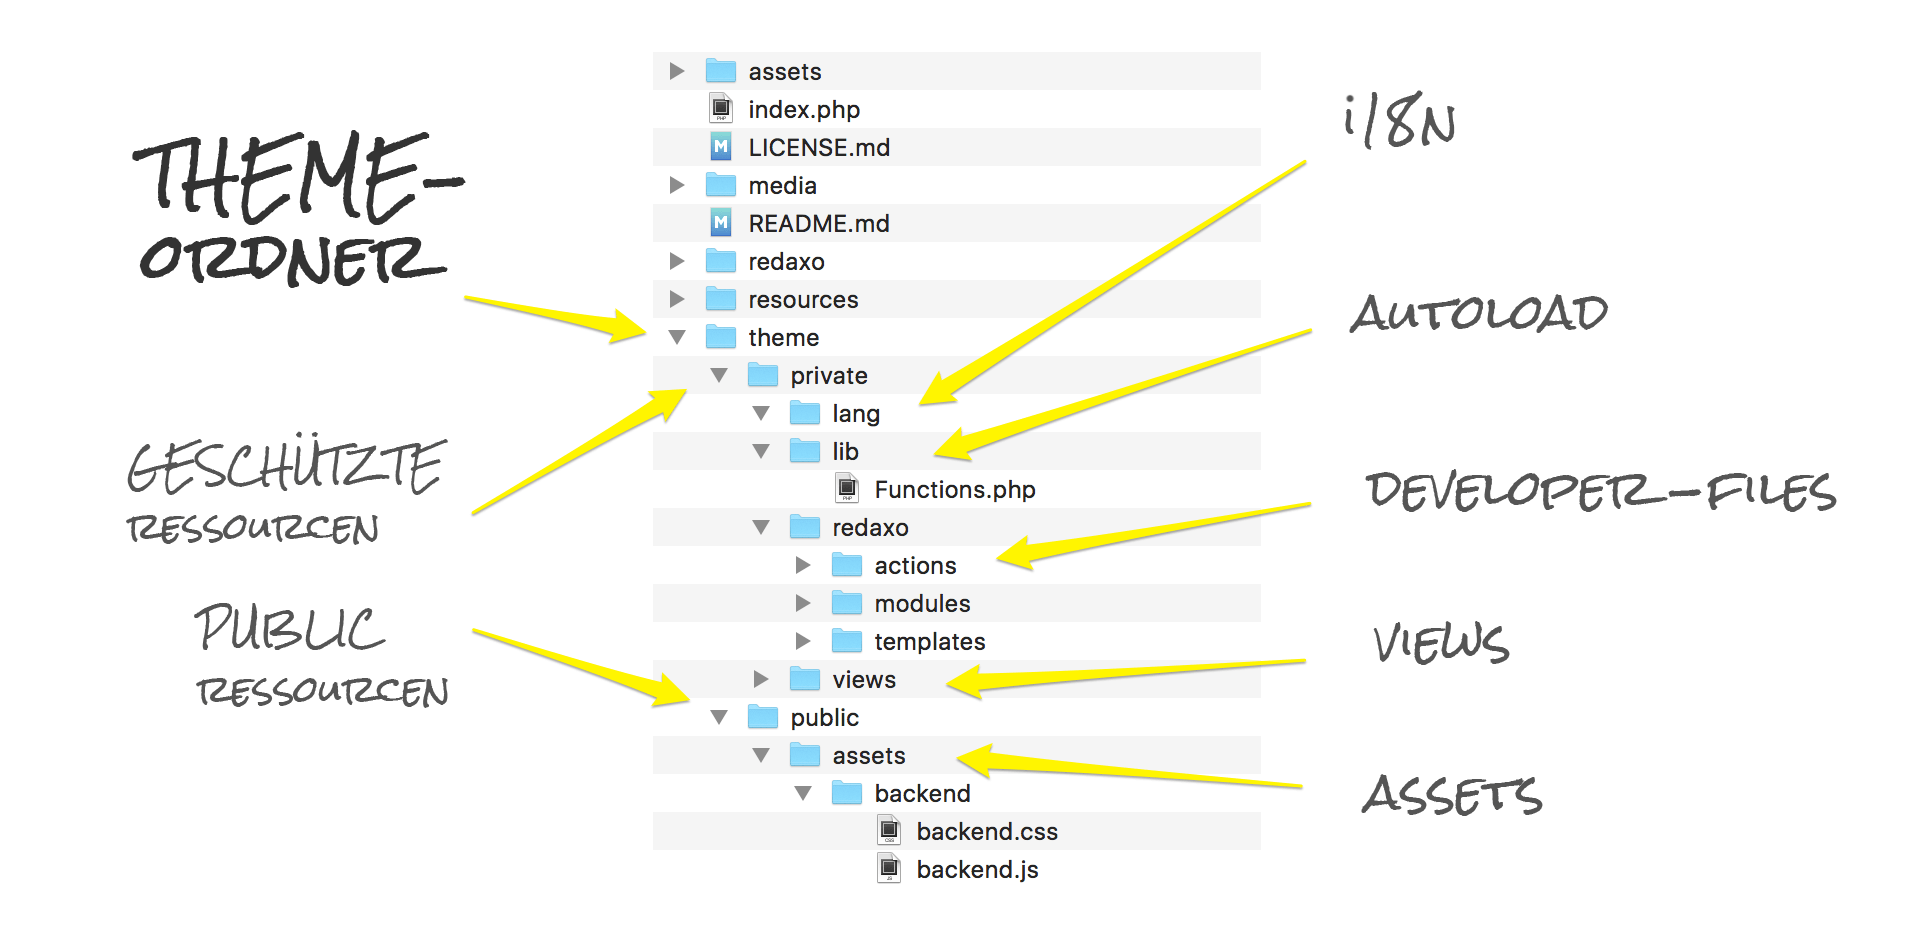 THEME-
ORDNER
GESCHÜTZTE
RESSOURCEN
PUBLIC
RESSOURCEN
assets
index.php
LICENSE.md
media
README.md
redaxo
resources
theme
private
lang
lib
Functions.php
redaxo
actions
modules
templates
views
public
assets
backend
backend.css
backend.js
i18N
AUTOLOAD
DEVELOPER-FILES
VIEWS
ASSETS